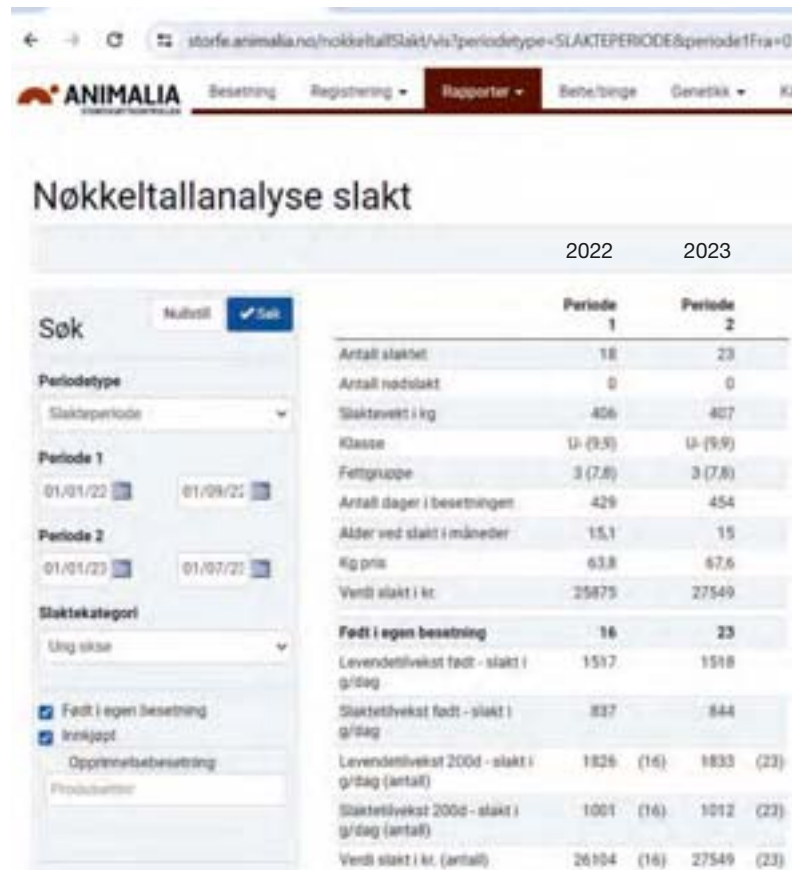 storfe.animalia.no/nokkeltallSlakt/vis?periodetype=SLAKTEPERIODE&periode1Fra=0
ANIMALIA
Besetning Registrering Rapporter Beite/binge Genetikk
Nøkkeltallanalyse slakt
2022 2023
Søk
Nullstill Søk
Periodetype
Slakteperiode
Periode 1
01/01/22 01/09/22
Periode 2
01/01/23 01/07/23
Slaktekategori
Ung okse
Født i egen besetning
Innkjøpt
Opprinnelsebesetning
Produsentnr
Periode 1 Periode 2
Antall slaktet 18 23
Antall nødslakt 0 0
Slaktevekt i kg 406 407
Klasse U- (9,9) U- (9,9)
Fettgruppe 3 (7,8) 3 (7,8)
Antall dager i besetningen 429 454
Alder ved slakt i måneder 15,1 15
Kg pris 63,8 67,6
Verdi slakt i kr. 25875 27549
Født i egen besetning 16 23
Levendetilvekst født - slakt i g/dag 1517 1518
Slaktetilvekst født - slakt i g/dag 837 844
Levendetilvekst 200d - slakt i g/dag (antall) 1826 (16) 1833 (23)
Slaktetilvekst 200d - slakt i g/dag (antall) 1001 (16) 1012 (23)
Verdi slakt i kr. (antall) 26104 (16) 27549 (23)